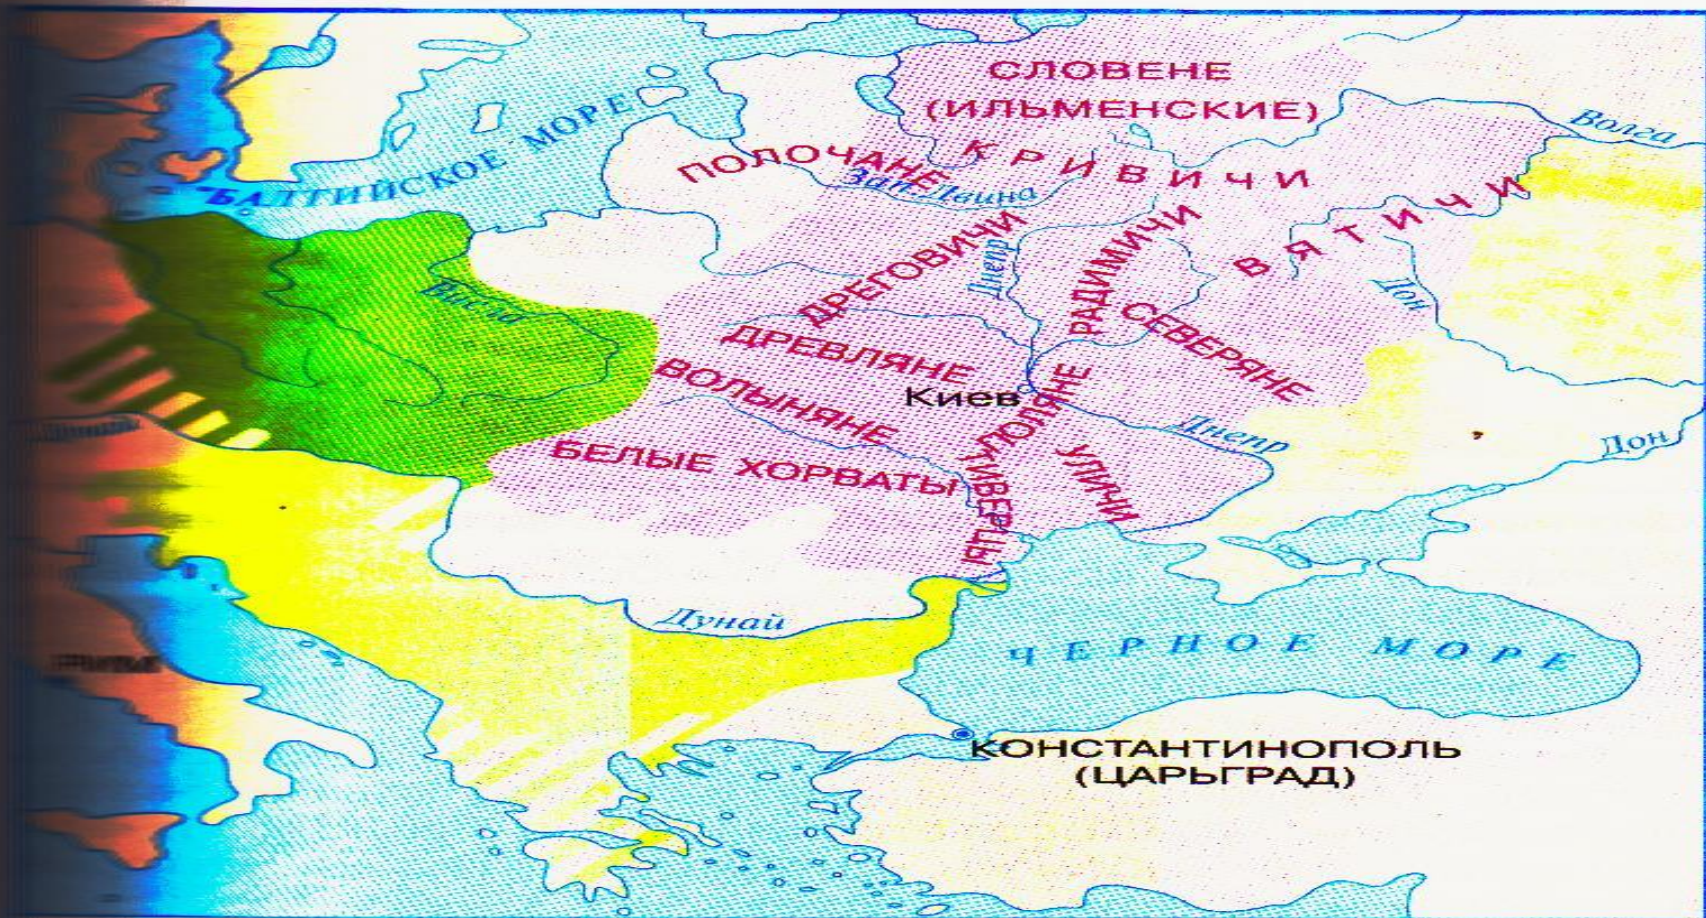 СЛОВЕНЕ
(ИЛЬМЕНСКИЕ)
Волга
БАЛТИЙСКОЕ МОРЕ
ПОЛОЧАНЕ
КРИВИЧИ
Зап. Двина
ВЯТИЧИ
ДРЕГОВИЧИ
Днепр
РАДИМИЧИ
Дон
Висла
СЕВЕРЯНЕ
ДРЕВЛЯНЕ
ВОЛЫНЯНЕ
Киев
ПОЛЯНЕ
Днепр
Дон
БЕЛЫЕ ХОРВАТЫ
ТИВЕРЦЫ
УЛИЧИ
Дунай
ЧЕРНОЕ МОРЕ
КОНСТАНТИНОПОЛЬ
(ЦАРЬГРАД)